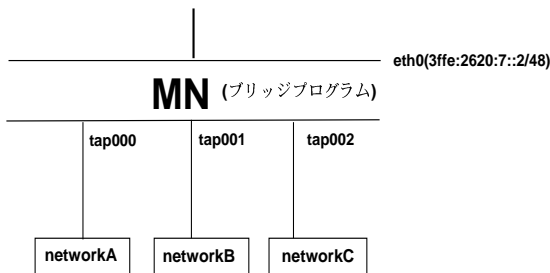 eth0(3ffe:2620:7::2/48)
MN (ブリッジプログラム)
tap000 tap001 tap002
networkA networkB networkC